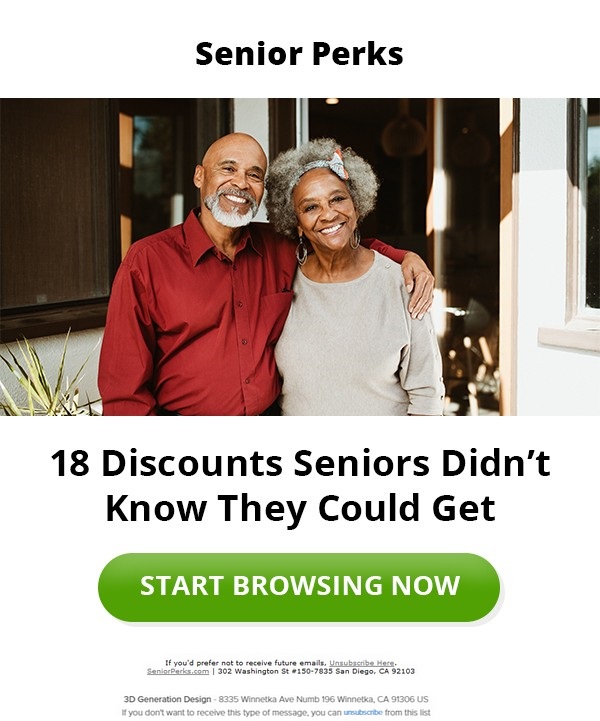 Senior Perks
18 Discounts Seniors Didn’t
Know They Could Get
START BROWSING NOW
If you'd prefer not to receive future emails, Unsubscribe Here.
SeniorPerks.com | 302 Washington St #150-7835 San Diego, CA 92103
3D Generation Design - 8335 Winnetka Ave Numb 196 Winnetka, CA 91306 US
If you don't want to receive this type of message, you can unsubscribe from this list